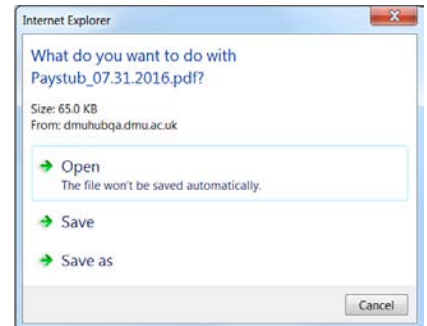 Internet Explorer
What do you want to do with
Paystub_07.31.2016.pdf?
Size: 65.0 KB
From: dmuhubqa.dmu.ac.uk
Open
The file won't be saved automatically.
Save
Save as
Cancel